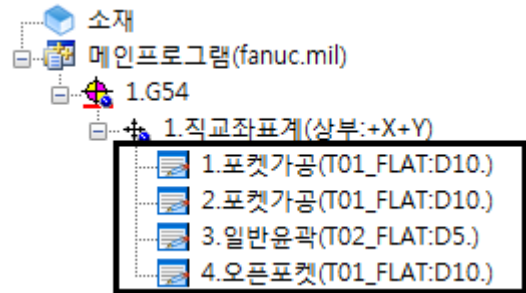 소재
메인프로그램(fanuc.mil)
1.G54
1.직교좌표계(상부:+X+Y)
1.포켓가공(T01_FLAT:D10.)
2.포켓가공(T01_FLAT:D10.)
3.일반윤곽(T02_FLAT:D5.)
4.오픈포켓(T01_FLAT:D10.)